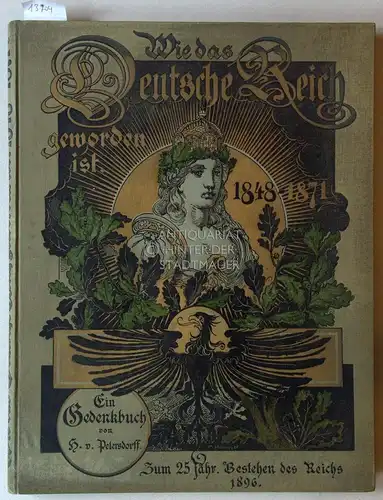 Wie das
Deutsche Reich
geworden
ist.
1848-1871
ANTIQUARIAT
HINTER DER
STADTMAUER
Ein
Gedenkbuch
von
H. v. Petersdorff.
Zum 25 Jähr. Bestehen des Reichs
1896.